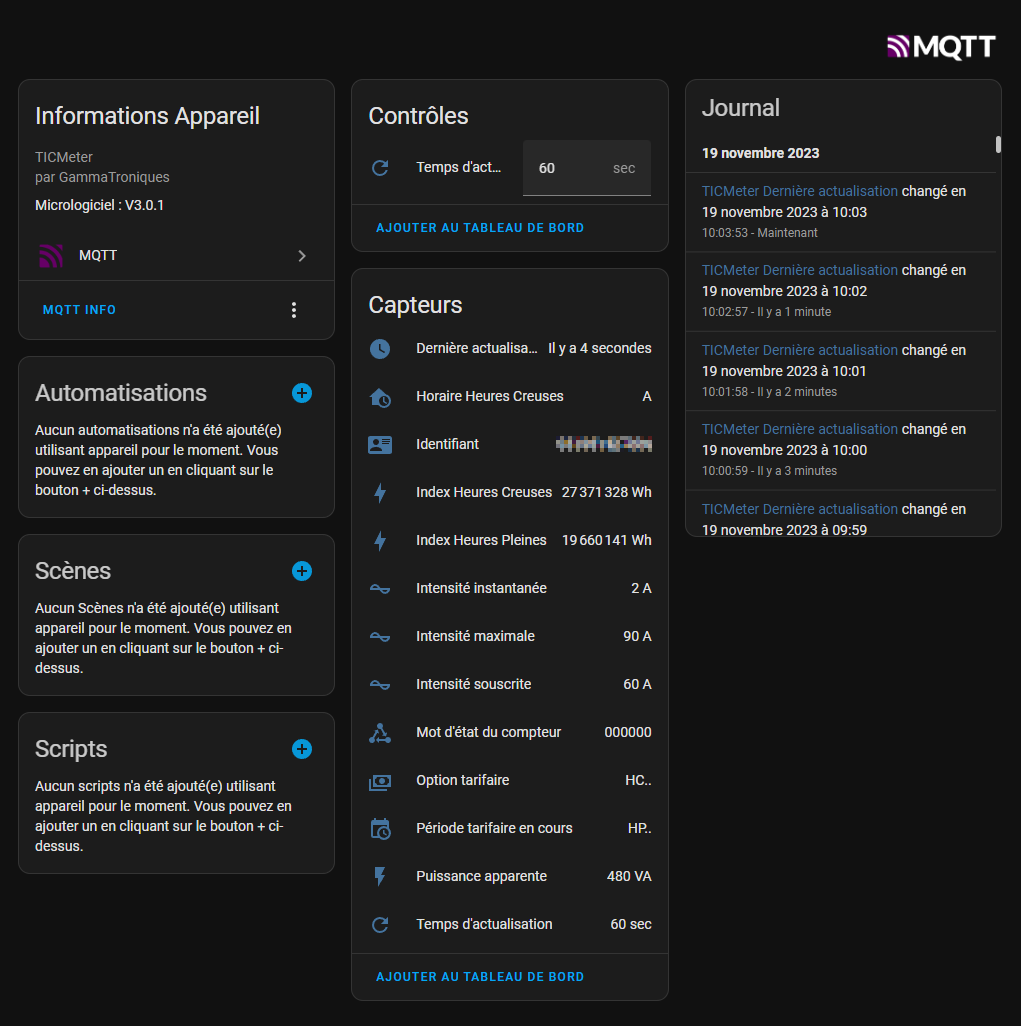 MQTT
Informations Appareil
TICMeter
par GammaTroniques
Micrologiciel : V3.0.1
MQTT
MQTT INFO
Automatisations
Aucun automatisations n'a été ajouté(e)
utilisant appareil pour le moment. Vous
pouvez en ajouter un en cliquant sur le
bouton + ci-dessus.
Scènes
Aucun Scènes n'a été ajouté(e) utilisant
appareil pour le moment. Vous pouvez en
ajouter un en cliquant sur le bouton + ci-
dessus.
Scripts
Aucun scripts n'a été ajouté(e) utilisant
appareil pour le moment. Vous pouvez en
ajouter un en cliquant sur le bouton + ci-
dessus.
Contrôles
Temps d'act... 60 sec
AJOUTER AU TABLEAU DE BORD
Capteurs
Dernière actualisa... Il y a 4 secondes
Horaire Heures Creuses A
Identifiant
Index Heures Creuses 27 371 328 Wh
Index Heures Pleines 19 660 141 Wh
Intensité instantanée 2 A
Intensité maximale 90 A
Intensité souscrite 60 A
Mot d'état du compteur 000000
Option tarifaire HC..
Période tarifaire en cours HP..
Puissance apparente 480 VA
Temps d'actualisation 60 sec
AJOUTER AU TABLEAU DE BORD
Journal
19 novembre 2023
TICMeter Dernière actualisation changé en
19 novembre 2023 à 10:03
10:03:53 - Maintenant
TICMeter Dernière actualisation changé en
19 novembre 2023 à 10:02
10:02:57 - Il y a 1 minute
TICMeter Dernière actualisation changé en
19 novembre 2023 à 10:01
10:01:58 - Il y a 2 minutes
TICMeter Dernière actualisation changé en
19 novembre 2023 à 10:00
10:00:59 - Il y a 3 minutes
TICMeter Dernière actualisation changé en
19 novembre 2023 à 09:59